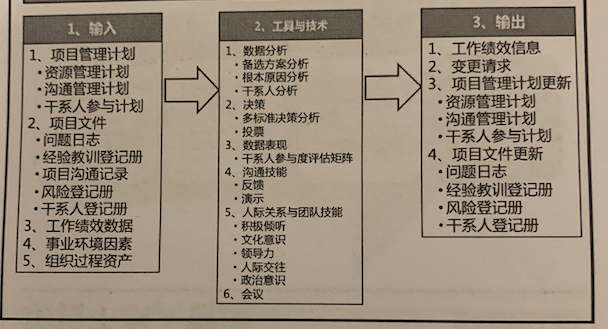 1、输入
1、项目管理计划
•资源管理计划
•沟通管理计划
•干系人参与计划
2、项目文件
•问题日志
•经验教训登记册
•项目沟通记录
•风险登记册
•干系人登记册
3、工作绩效数据
4、事业环境因素
5、组织过程资产
2、工具与技术
1、数据分析
•备选方案分析
•根本原因分析
•干系人分析
2、决策
•多标准决策分析
•投票
3、数据表现
•干系人参与度评估矩阵
4、沟通技能
•反馈
•演示
5、人际关系与团队技能
•积极倾听
•文化意识
•领导力
•人际交往
•政治意识
6、会议
3、输出
1、工作绩效信息
2、变更请求
3、项目管理计划更新
•资源管理计划
•沟通管理计划
•干系人参与计划
4、项目文件更新
•问题日志
•经验教训登记册
•风险登记册
•干系人登记册